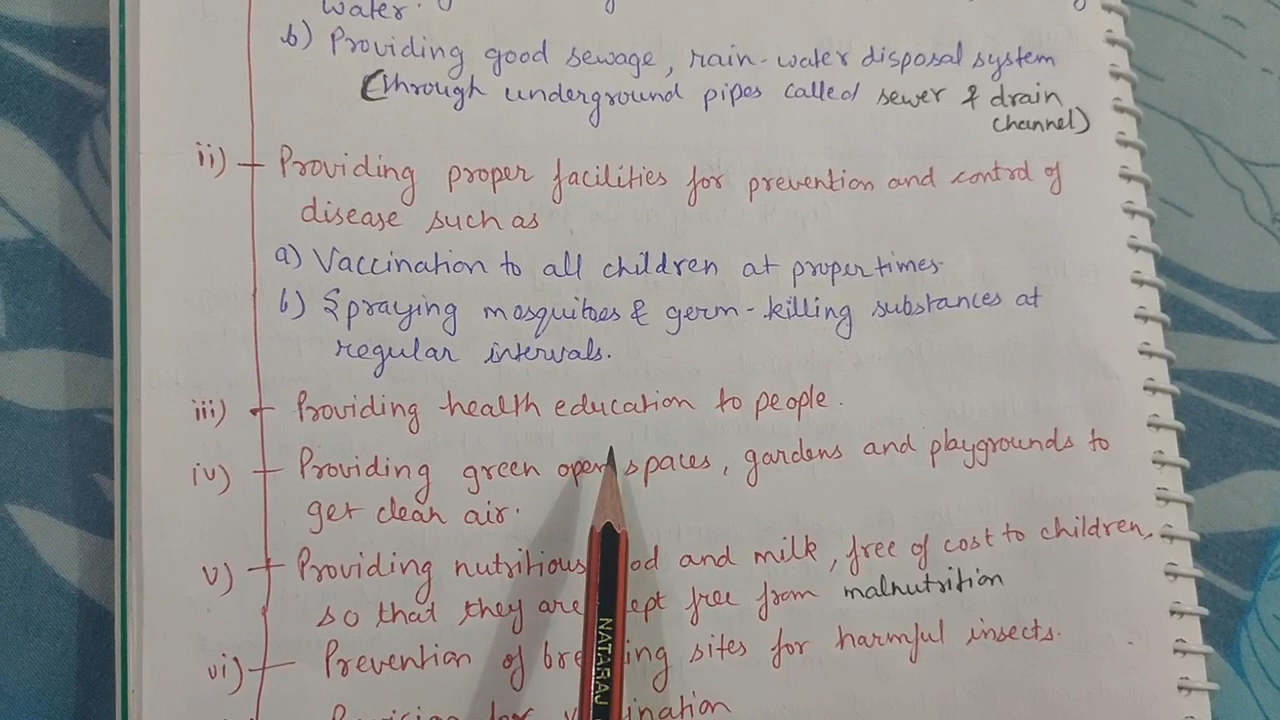 water.
b) Providing good sewage, rain-water disposal system
(through underground pipes called sewer & drain
channel)
ii) Providing proper facilities for prevention and control of
disease such as
a) Vaccination to all children at proper times.
b) Spraying mosquitoes & germ-killing substances at
regular intervals.
iii) Providing health education to people.
iv) Providing green open spaces, gardens and playgrounds to
get clean air.
v) Providing nutritious od and milk, free of cost to children,
so that they are ept free from malnutrition
vi) Prevention of bre ing sites for harmful insects.
NATARAJ